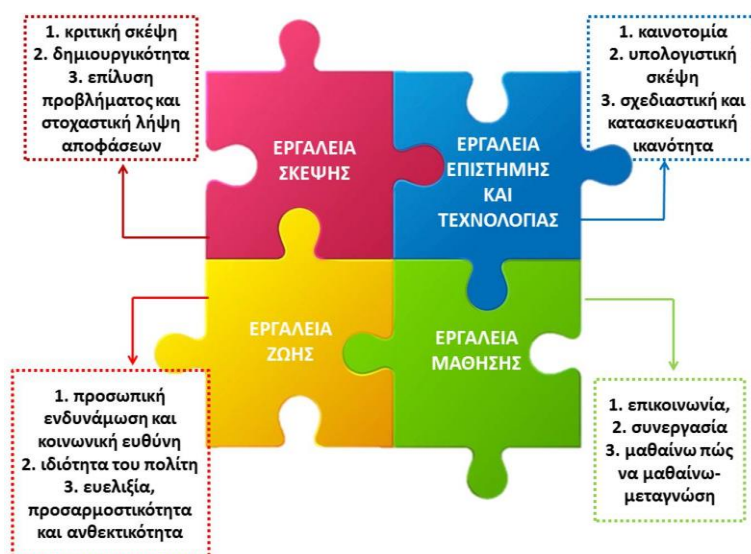 1. κριτική σκέψη
2. δημιουργικότητα
3. επίλυση
προβλήματος και
στοχαστική λήψη
αποφάσεων
ΕΡΓΑΛΕΙΑ
ΣΚΕΨΗΣ
ΕΡΓΑΛΕΙΑ
ΕΠΙΣΤΗΜΗΣ
ΚΑΙ
ΤΕΧΝΟΛΟΓΙΑΣ
1. καινοτομία
2. υπολογιστική
σκέψη
3. σχεδιαστική και
κατασκευαστική
ικανότητα
1. προσωπική
ενδυνάμωση και
κοινωνική ευθύνη
2. ιδιότητα του πολίτη
3. ευελιξία,
προσαρμοστικότητα
και ανθεκτικότητα
ΕΡΓΑΛΕΙΑ
ΖΩΗΣ
ΕΡΓΑΛΕΙΑ
ΜΑΘΗΣΗΣ
1. επικοινωνία,
2. συνεργασία
3. μαθαίνω πώς
να μαθαίνω-
μεταγνώση